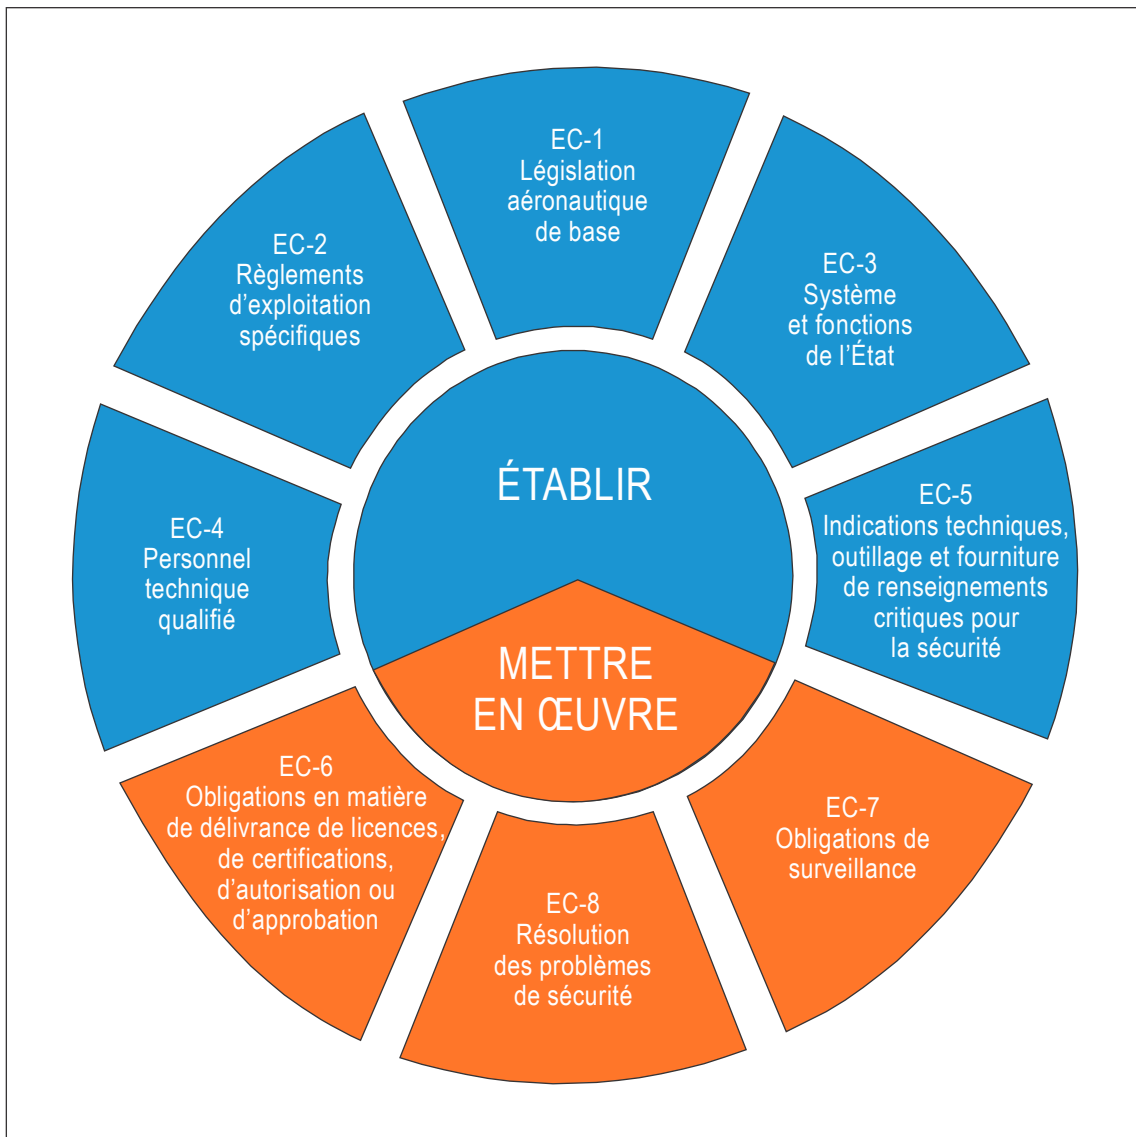 EC-1
Législation
aéronautique
de base
EC-2
Règlements
d’exploitation
spécifiques
EC-3
Système
et fonctions
de l’État
ÉTABLIR
EC-4
Personnel
technique
qualifié
EC-5
Indications techniques,
outillage et fourniture
de renseignements
critiques pour
la sécurité
METTRE
EN ŒUVRE
EC-6
Obligations en matière
de délivrance de licences,
de certifications,
d’autorisation ou
d’approbation
EC-7
Obligations de
surveillance
EC-8
Résolution
des problèmes
de sécurité